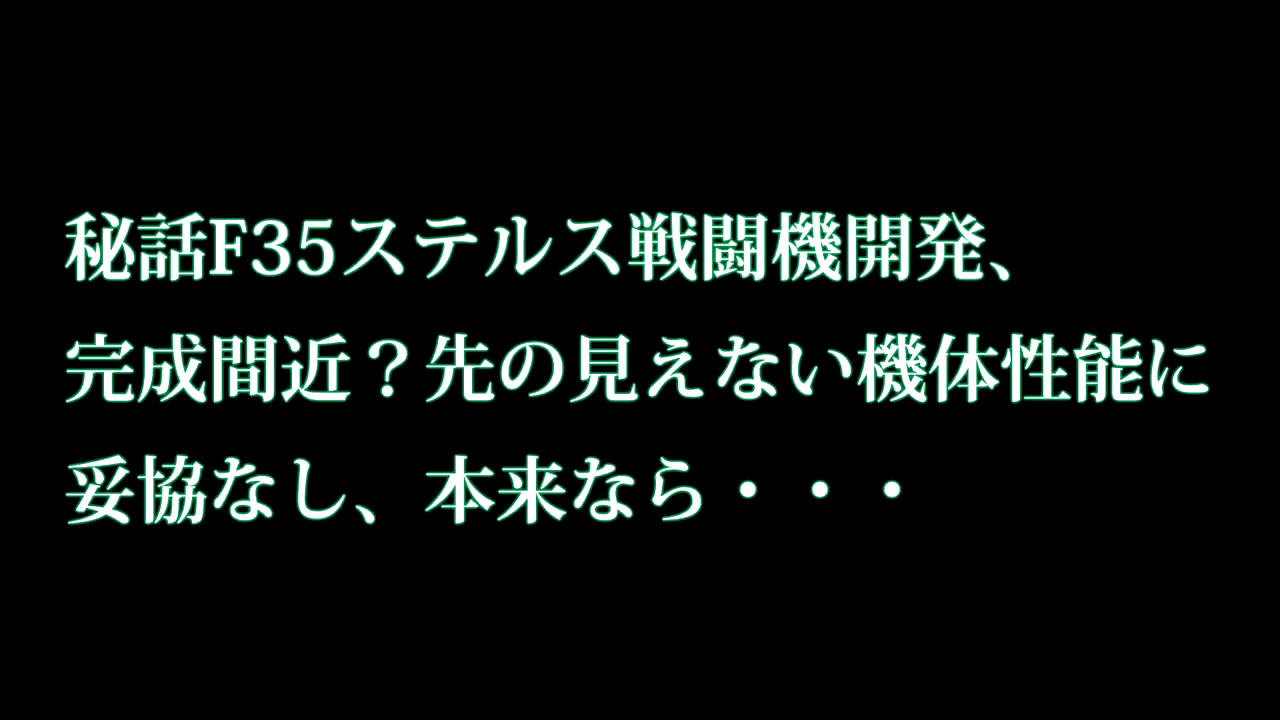 秘話F35ステルス戦闘機開発、
完成間近？先の見えない機体性能に
妥協なし、本来なら・・・